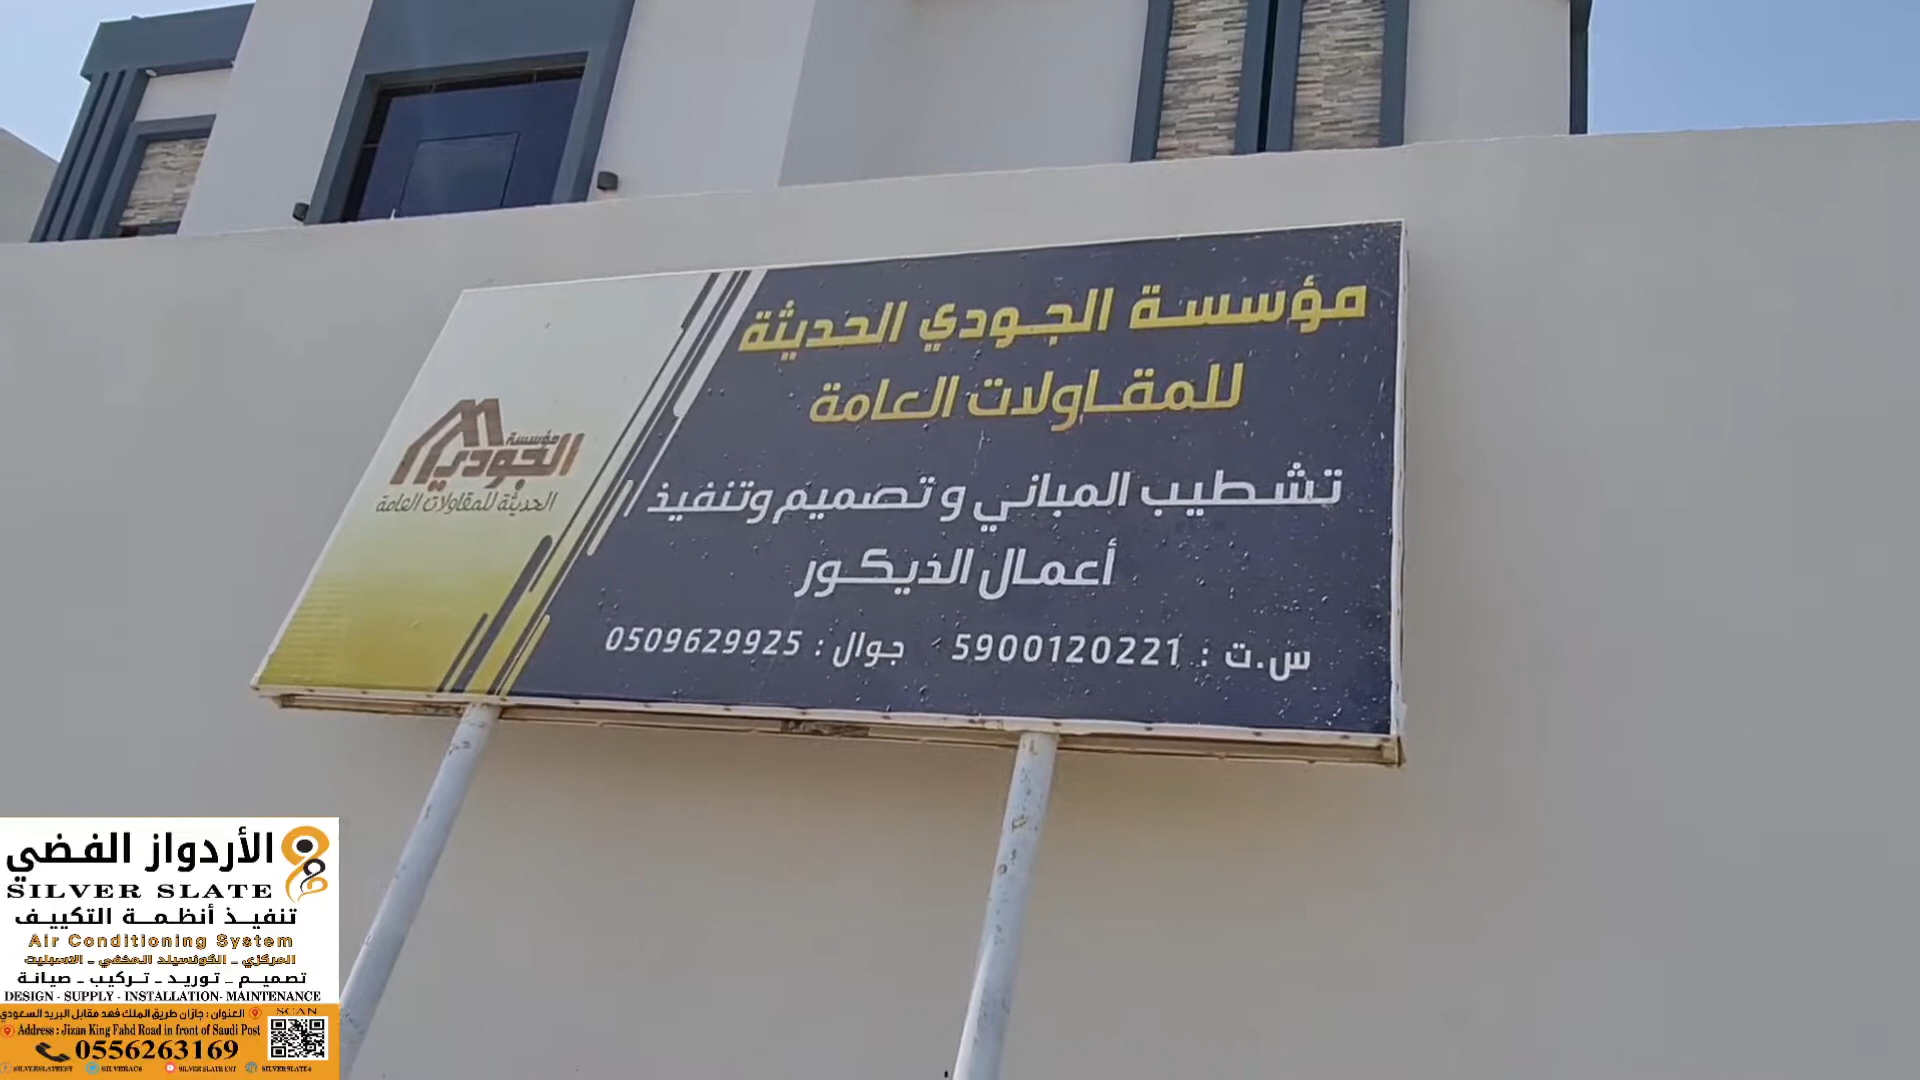 مؤسسة الجودي الحديثة
للمقاولات العامة
تشطيب المباني وتصميم وتنفيذ
أعمال الديكور
س.ت : 5900120221 جوال : 0509629925
مؤسسة
الجودي
الحديثة للمقاولات العامة
الأردواز الفضي
SILVER SLATE
تنفيذ أنظمة التكييف
Air Conditioning System
المركزي - الكونسيلد المخفي - الاسبليت
تصميم - توريد - تركيب - صيانة
DESIGN - SUPPLY - INSTALLATION- MAINTENANCE
العنوان : جازان طريق الملك فهد مقابل البريد السعودي
SCAN
Address : Jizan King Fahd Road in front of Saudi Post
0556263169